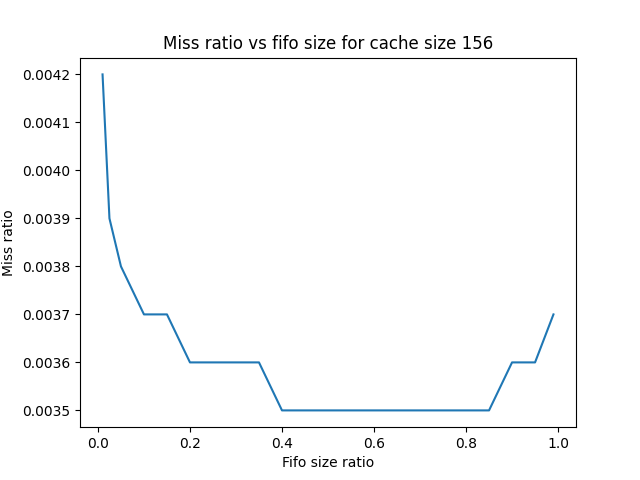 Miss ratio vs fifo size for cache size 156
Miss ratio
0.0042
0.0041
0.0040
0.0039
0.0038
0.0037
0.0036
0.0035
0.0 0.2 0.4 0.6 0.8 1.0
Fifo size ratio